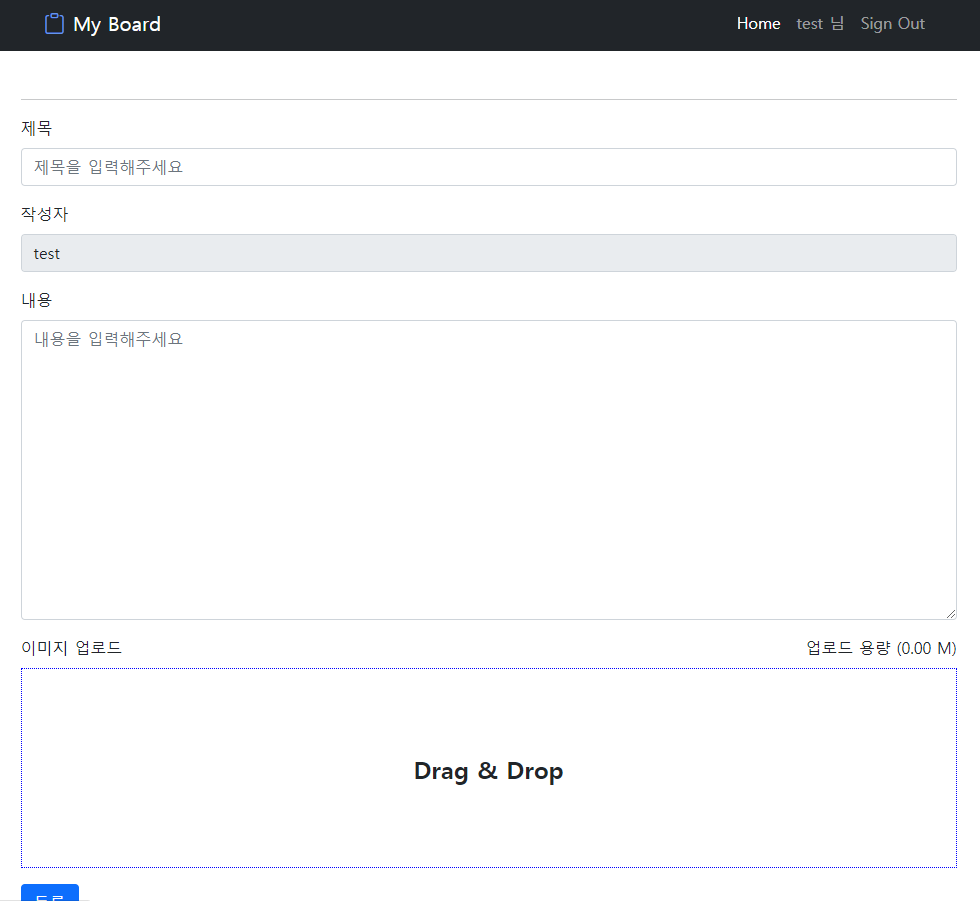 My Board
Home test 님 Sign Out
제목
제목을 입력해주세요
작성자
test
내용
내용을 입력해주세요
이미지 업로드 업로드 용량 (0.00 M)
Drag & Drop